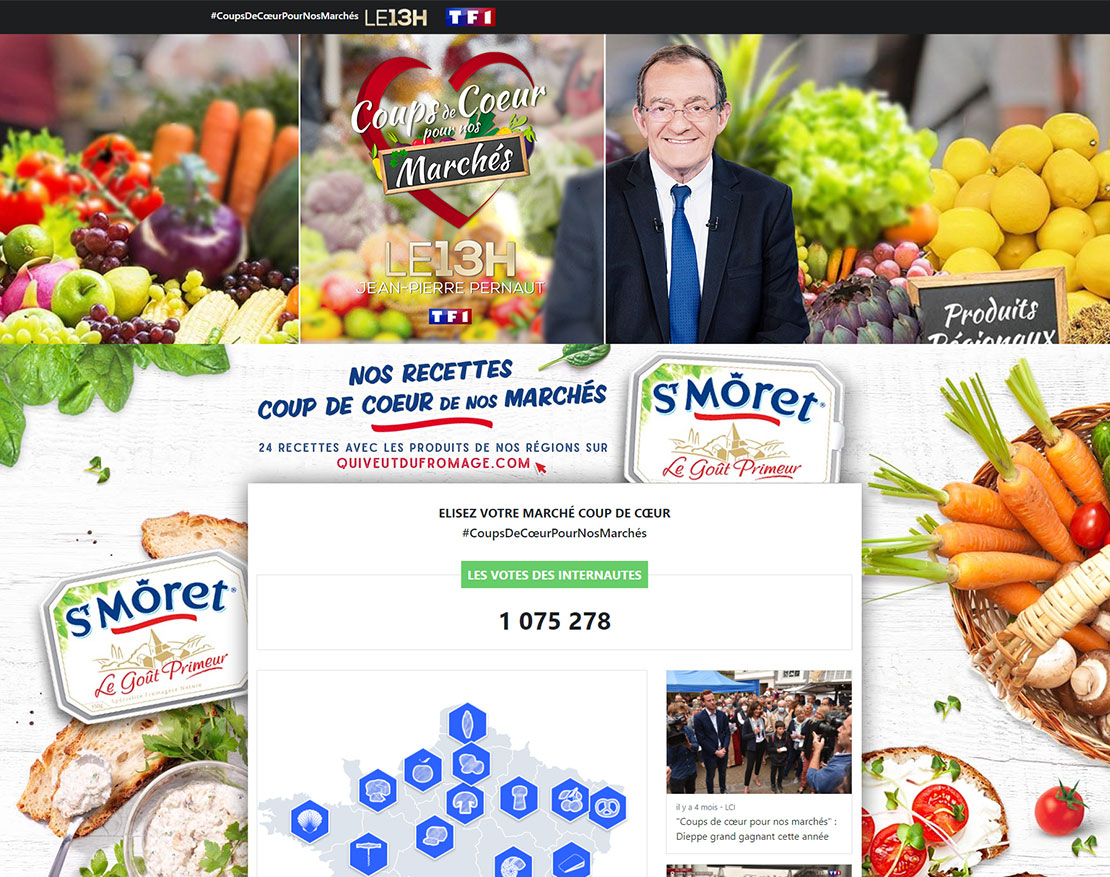 #CoupsDeCœurPourNosMarchés LE13H TF1
Coups de Coeur
pour nos
Marchés
LE13H
JEAN-PIERRE PERNAUT
TF1
Produits
Régionaux
NOS RECETTES
COUP DE COEUR DE NOS MARCHÉS
24 RECETTES AVEC LES PRODUITS DE NOS RÉGIONS SUR
QUIVEUTDUFROMAGE.COM
ST MÔRET®
Le Goût Primeur
ELISEZ VOTRE MARCHÉ COUP DE CŒUR
#CoupsDeCœurPourNosMarchés
LES VOTES DES INTERNAUTES
1 075 278
ST MÔRET®
Le Goût Primeur
il y a 4 mois - LCI
"Coups de cœur pour nos marchés" :
Dieppe grand gagnant cette année
TF1